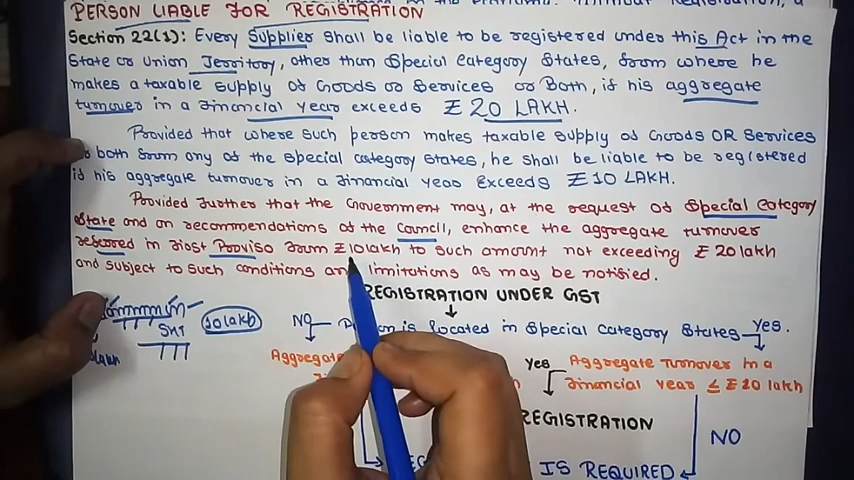 PERSON LIABLE FOR REGISTRATION
Section 22(1): Every Supplier shall be liable to be registered under this Act in the
State or Union Territory, other than Special Category States, from where he
makes a taxable supply of Goods or Services or Both, if his aggregate
turnover in a financial year exceeds ₹20 LAKH.
Provided that where such person makes taxable supply of Goods OR Services
both from any of the special category states, he shall be liable to be registered
if his aggregate turnover in a financial year exceeds ₹10 LAKH.
Provided further that the Government may, at the request of Special Category
State and on recommendations of the Council, enhance the aggregate turnover
referred in first Proviso from ₹10lakh to such amount not exceeding ₹20 lakh
and subject to such conditions and limitations as may be notified.
REGISTRATION UNDER GST
10 lakh
NO is located in Special Category States Yes.
Aggregate Yes Aggregate Turnover in a
Financial Year ≤ ₹20 lakh
REGISTRATION
NO
IS REQUIRED